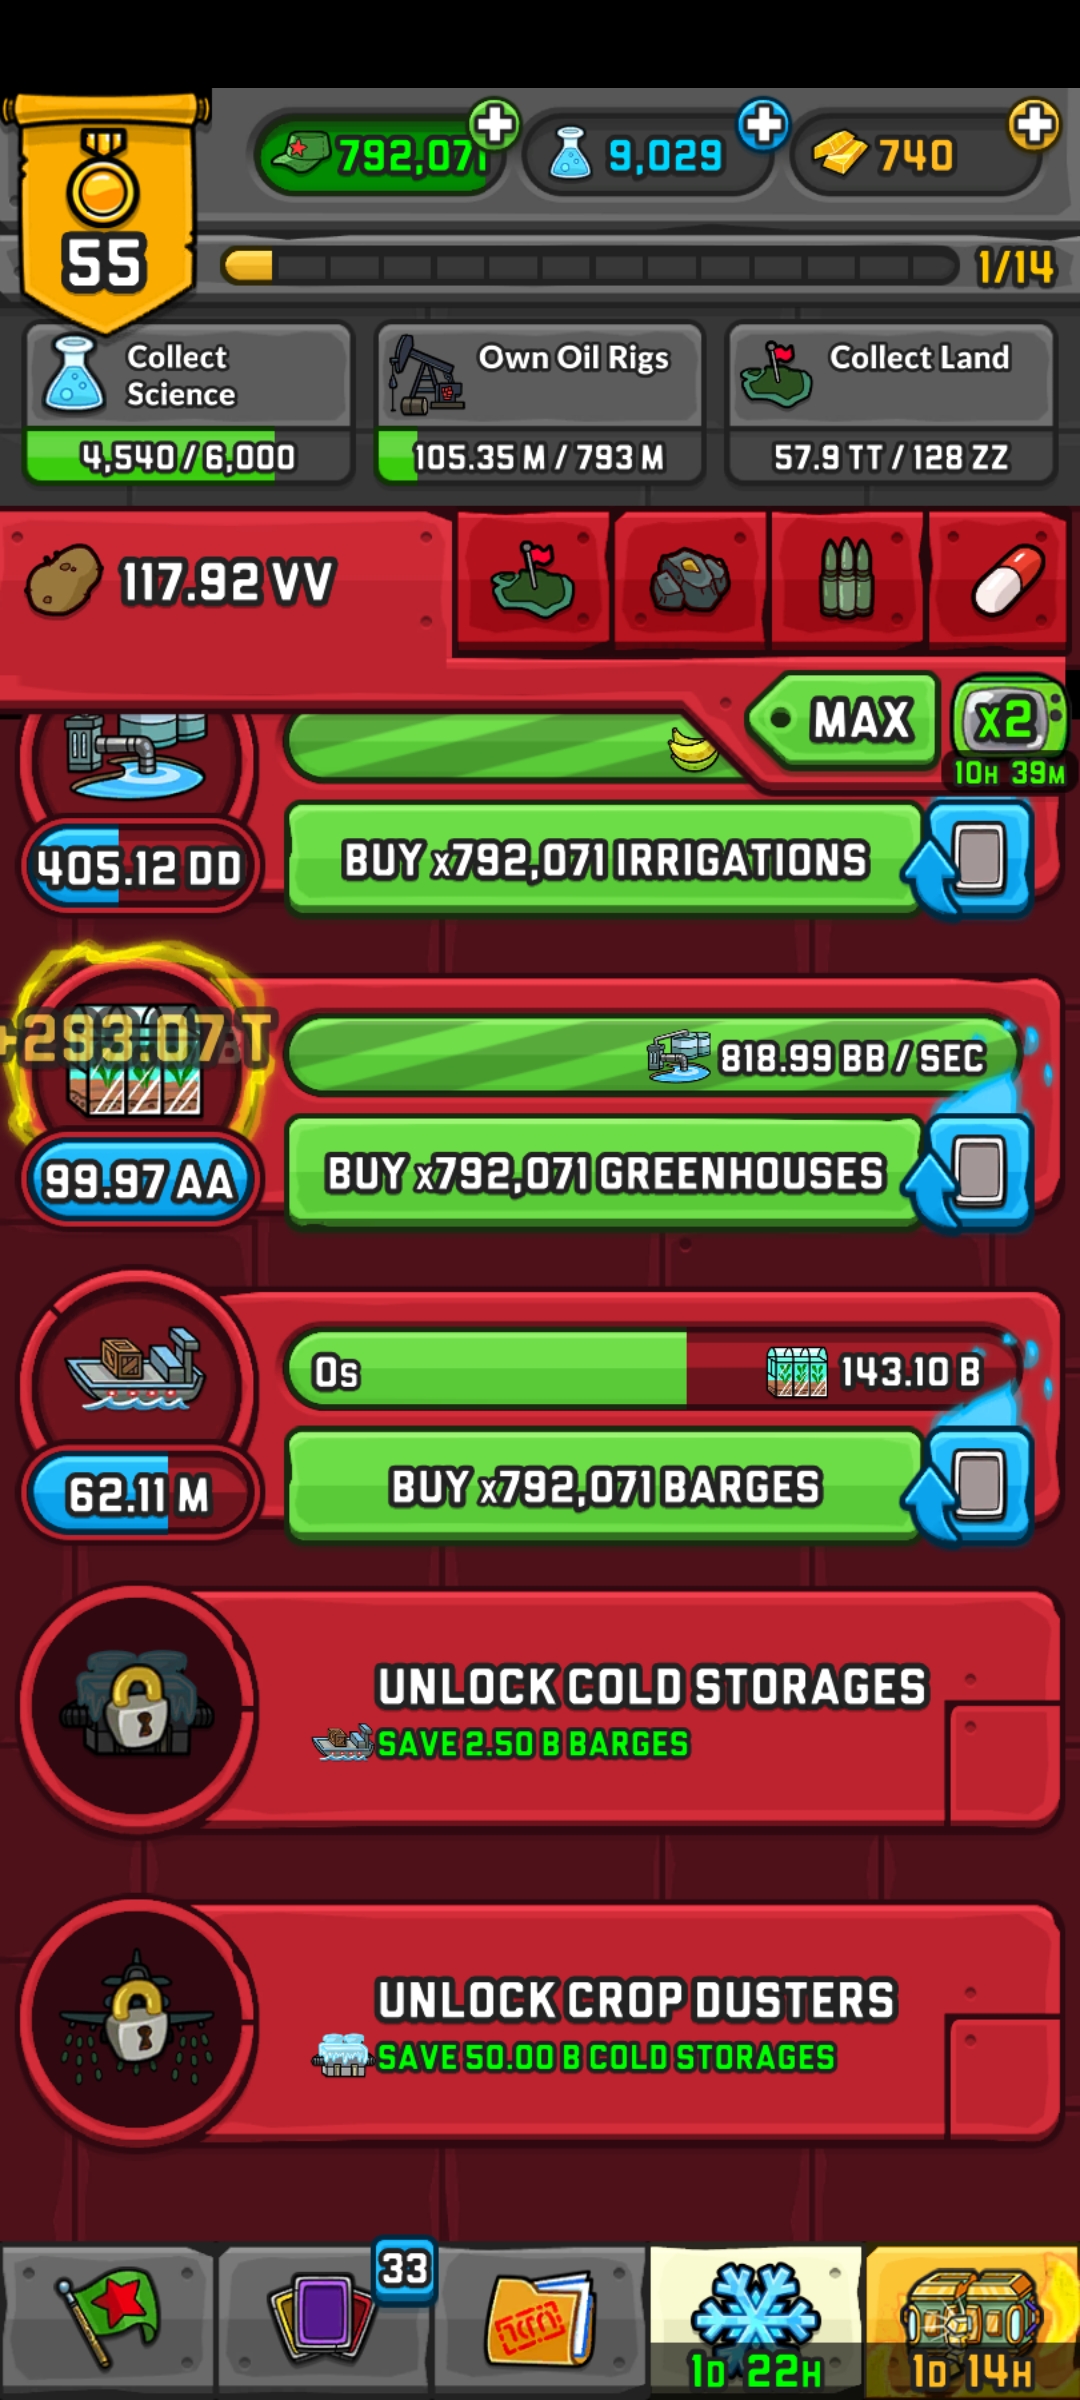 55
792,071
9,029
740
1/14
Collect
Science
4,540/6,000
Own Oil Rigs
105.35 M/793 M
Collect Land
57.9 TT/128 ZZ
117.92 VV
MAX
x2
10H 39M
405.12 DD
BUY x792,071 IRRIGATIONS
+293.07 T
818.99 BB/SEC
99.97 AA
BUY x792,071 GREENHOUSES
0s
143.10 B
62.11 M
BUY x792,071 BARGES
UNLOCK COLD STORAGES
SAVE 2.50 B BARGES
UNLOCK CROP DUSTERS
SAVE 50.00 B COLD STORAGES
33
1D 22H
1D 14H